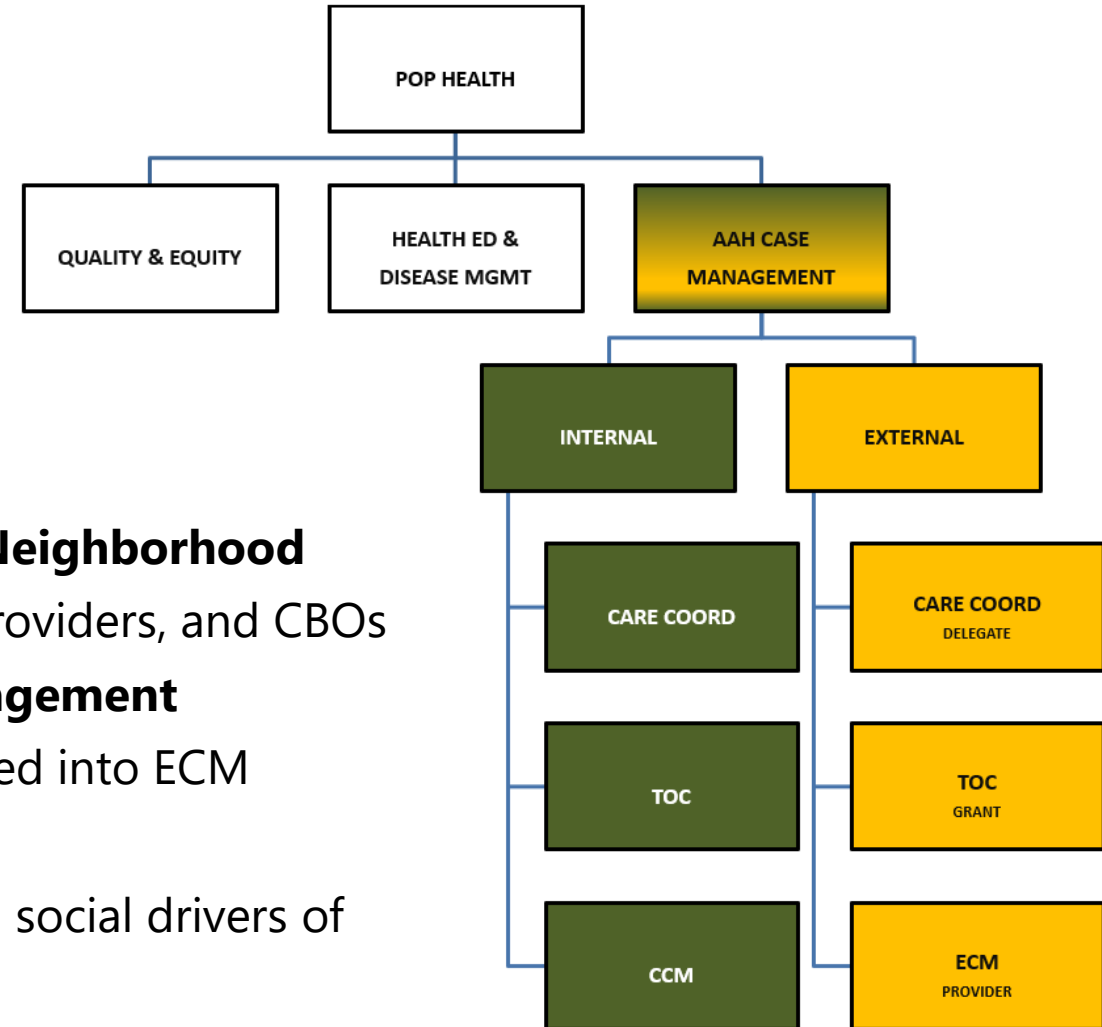 POP HEALTH
QUALITY & EQUITY
HEALTH ED &
DISEASE MGMT
AAH CASE
MANAGEMENT
INTERNAL
EXTERNAL
CARE COORD
CARE COORD
DELEGATE
TOC
TOC
GRANT
CCM
ECM
PROVIDER
Neighborhood
roviders, and CBOs
agement
ed into ECM
social drivers of